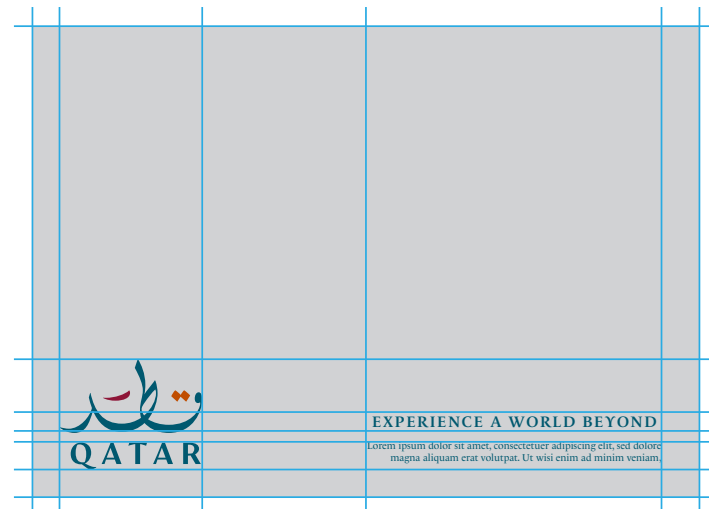 قطر
QATAR
EXPERIENCE A WORLD BEYOND
Lorem ipsum dolor sit amet, consectetuer adipiscing elit, sed dolore
magna aliquam erat volutpat. Ut wisi enim ad minim veniam,